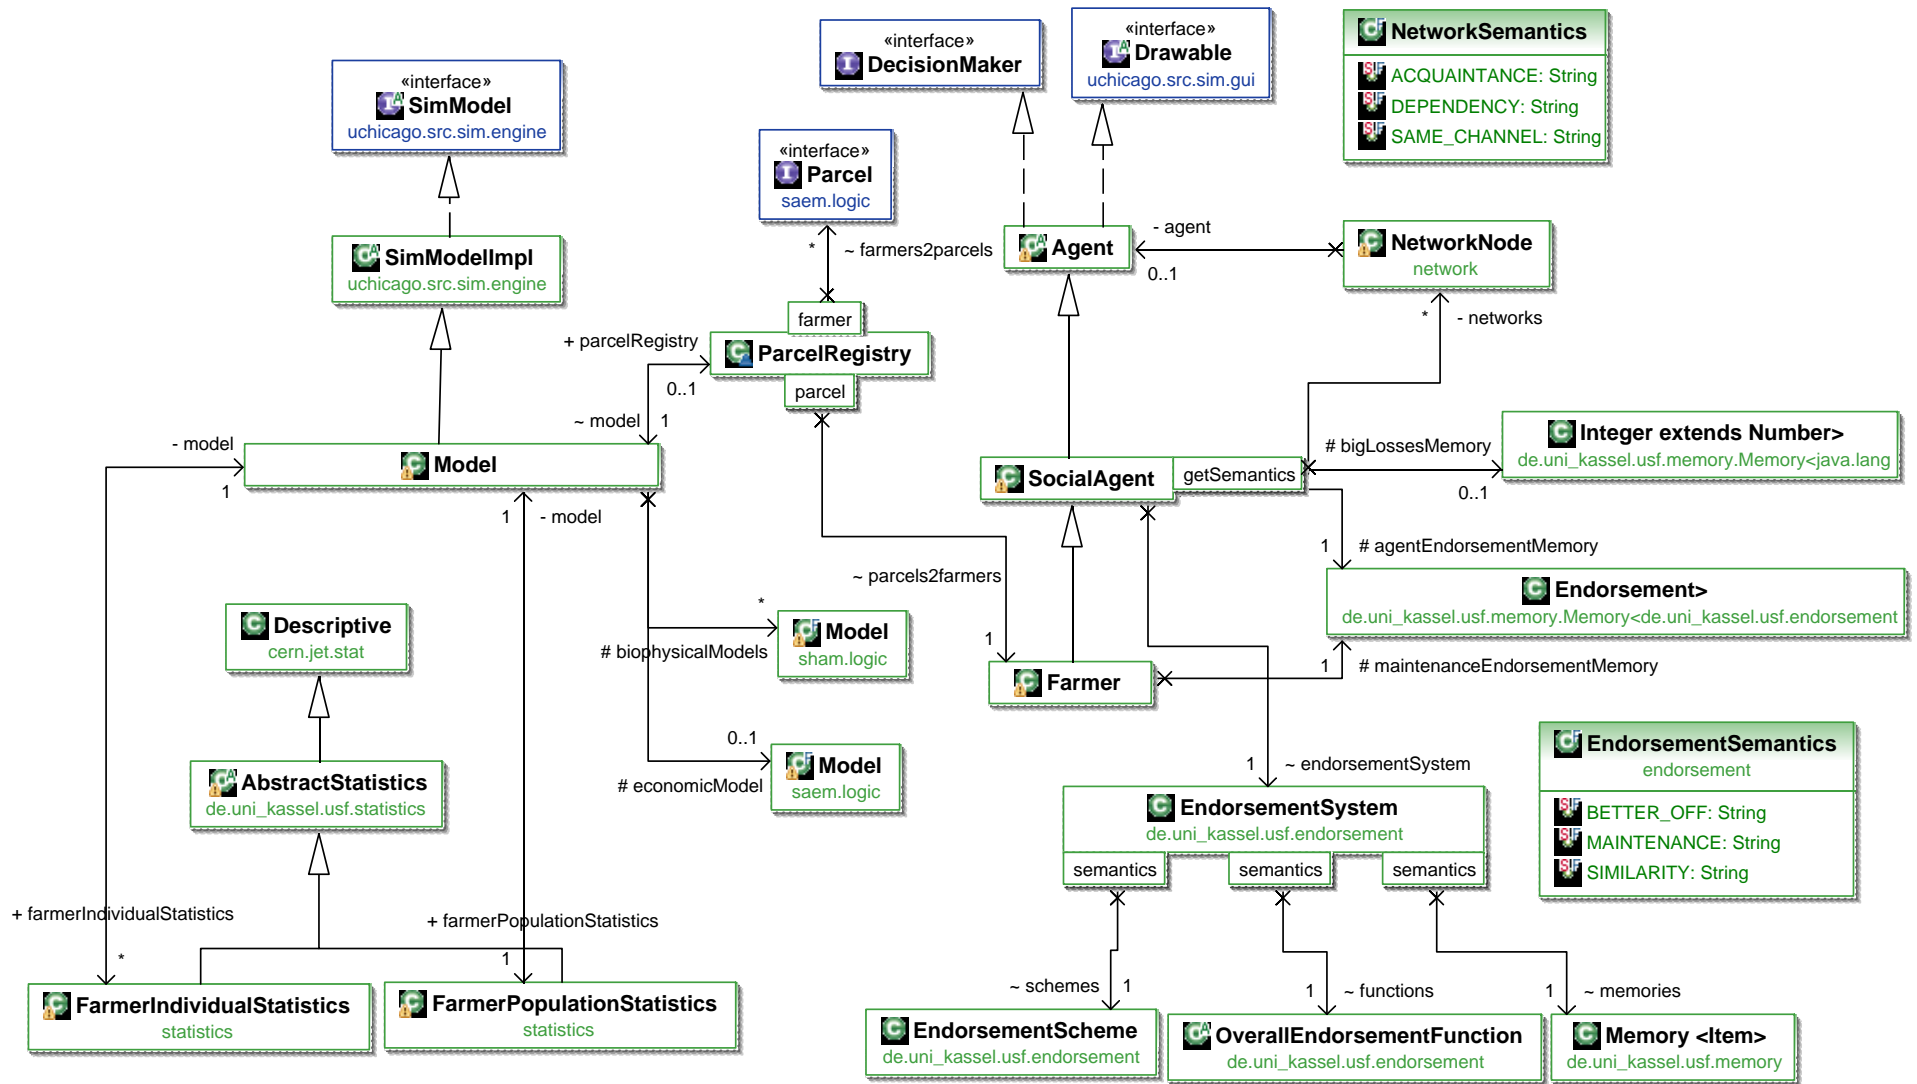 «interface»
SimModel
uchicago.src.sim.engine
«interface»
DecisionMaker
«interface»
Drawable
uchicago.src.sim.gui
NetworkSemantics
ACQUAINTANCE: String
DEPENDENCY: String
SAME_CHANNEL: String
«interface»
Parcel
saem.logic
SimModelImpl
uchicago.src.sim.engine
*
~ farmers2parcels
Agent
- agent
0..1
NetworkNode
network
*
- networks
farmer
ParcelRegistry
parcel
+ parcelRegistry
0..1
~ model
1
- model
1
Model
1
- model
SocialAgent
getSemantics
# bigLossesMemory
0..1
Integer extends Number>
de.uni_kassel.usf.memory.Memory<java.lang
1
# agentEndorsementMemory
Endorsement>
de.uni_kassel.usf.memory.Memory<de.uni_kassel.usf.endorsement
1
# maintenanceEndorsementMemory
~ parcels2farmers
1
Farmer
Descriptive
cern.jet.stat
*
# biophysicalModels
Model
sham.logic
0..1
# economicModel
Model
saem.logic
AbstractStatistics
de.uni_kassel.usf.statistics
1
~ endorsementSystem
EndorsementSystem
de.uni_kassel.usf.endorsement
semantics
semantics
semantics
EndorsementSemantics
endorsement
BETTER_OFF: String
MAINTENANCE: String
SIMILARITY: String
+ farmerIndividualStatistics
*
+ farmerPopulationStatistics
1
FarmerIndividualStatistics
statistics
FarmerPopulationStatistics
statistics
~ schemes
1
1
~ functions
1
~ memories
EndorsementScheme
de.uni_kassel.usf.endorsement
OverallEndorsementFunction
de.uni_kassel.usf.endorsement
Memory <Item>
de.uni_kassel.usf.memory